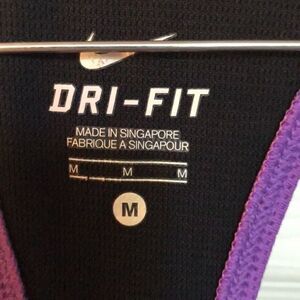 DRI-FIT
MADE IN SINGAPORE
FABRIQUE A SINGAPOUR
M M M
M